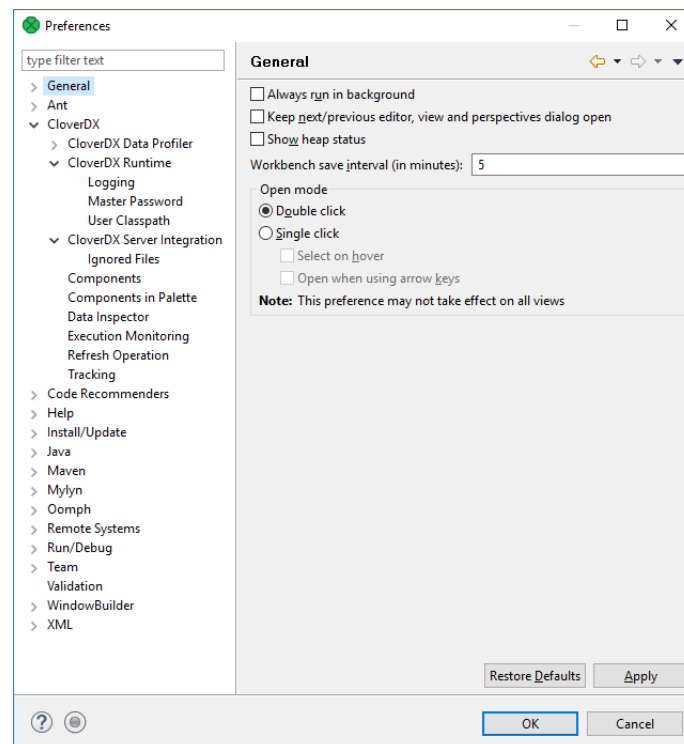 Preferences
type filter text
General
Ant
CloverDX
CloverDX Data Profiler
CloverDX Runtime
Logging
Master Password
User Classpath
CloverDX Server Integration
Ignored Files
Components
Components in Palette
Data Inspector
Execution Monitoring
Refresh Operation
Tracking
Code Recommenders
Help
Install/Update
Java
Maven
Mylyn
Oomph
Remote Systems
Run/Debug
Team
Validation
WindowBuilder
XML
General
Always run in background
Keep next/previous editor, view and perspectives dialog open
Show heap status
Workbench save interval (in minutes): 5
Open mode
Double click
Single click
Select on hover
Open when using arrow keys
Note: This preference may not take effect on all views
Restore Defaults Apply
? OK Cancel